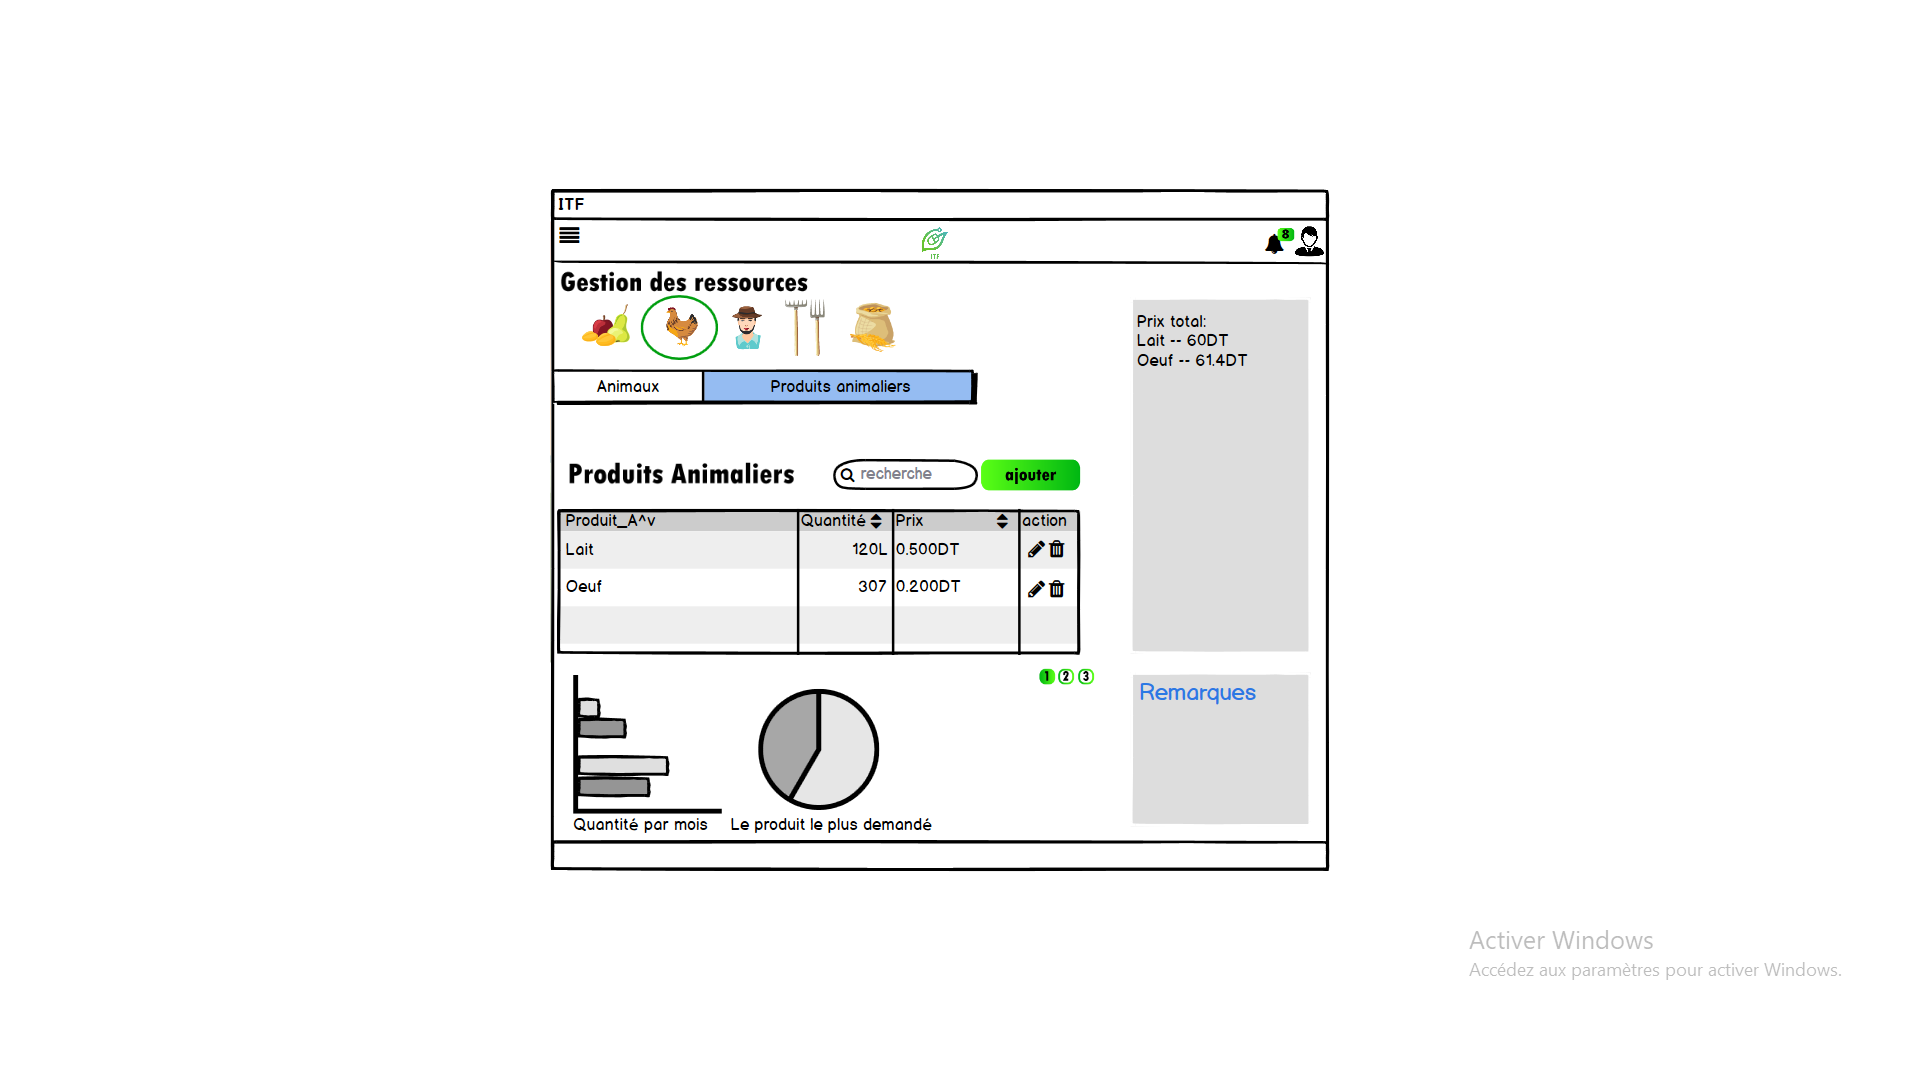 ITF
8
ITF
Gestion des ressources
Animaux
Produits animaliers
Prix total:
Lait -- 60DT
Oeuf -- 61.4DT
Produits Animaliers
recherche
ajouter
Produit_A^v Quantité Prix action
Lait 120L 0.500DT
Oeuf 307 0.200DT
1 2 3
Remarques
Quantité par mois
Le produit le plus demandé
Activer Windows
Accédez aux paramètres pour activer Windows.